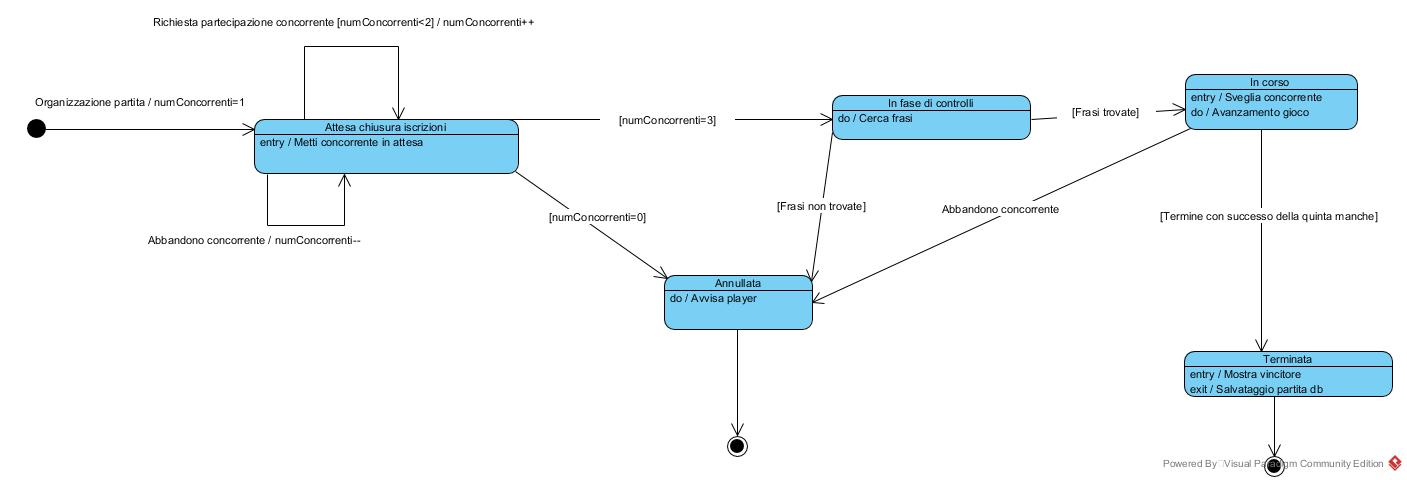 Richiesta partecipazione concorrente [numConcorrenti<2] / numConcorrenti++
Organizzazione partita / numConcorrenti=1
Attesa chiusura iscrizioni
entry / Metti concorrente in attesa
Abbandono concorrente / numConcorrenti--
[numConcorrenti=3]
[numConcorrenti=0]
In fase di controlli
do / Cerca frasi
[Frasi trovate]
In corso
entry / Sveglia concorrente
do / Avanzamento gioco
[Frasi non trovate]
Abbandono concorrente
[Termine con successo della quinta manche]
Annullata
do / Avvisa player
Terminata
entry / Mostra vincitore
exit / Salvataggio partita db
Powered By Visual Paradigm Community Edition